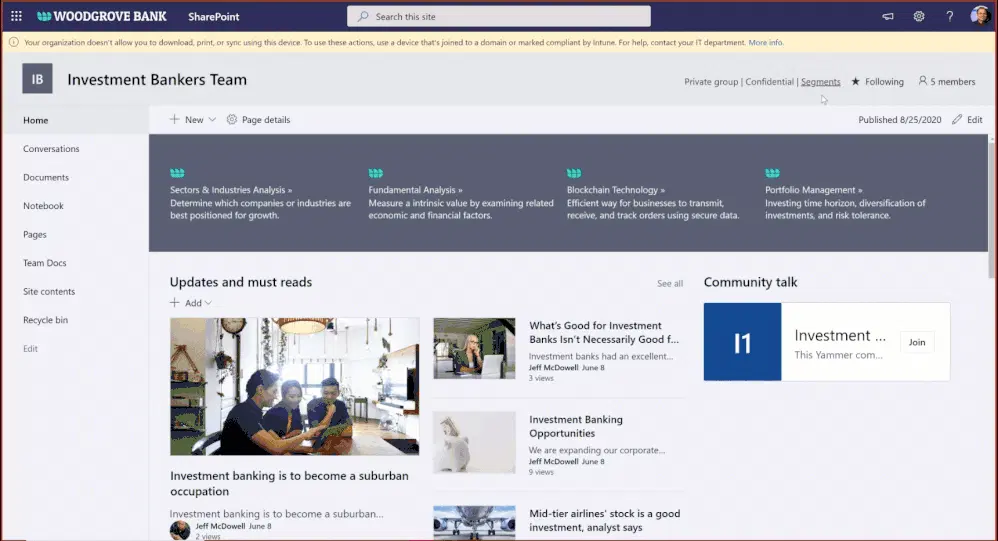 WOODGROVE BANK SharePoint Search this site ?
Your organization doesn't allow you to download, print, or sync using this device. To use these actions, use a device that's joined to a domain or marked compliant by Intune. For help, contact your IT department. More info.
IB Investment Bankers Team
Private group | Confidential | Segments ★ Following 5 members
Home
Conversations
Documents
Notebook
Pages
Team Docs
Site contents
Recycle bin
Edit
+ New Page details
Published 8/25/2020 Edit
Sectors & Industries Analysis »
Determine which companies or industries are
best positioned for growth.
Fundamental Analysis »
Measure a intrinsic value by examining related
economic and financial factors.
Blockchain Technology »
Efficient way for businesses to transmit,
receive, and track orders using secure data.
Portfolio Management »
Investing time horizon, diversification of
investments, and risk tolerance.
Updates and must reads
See all
+ Add
Investment banking is to become a suburban
occupation
Investment banking is to become a suburban...
Jeff McDowell June 8
2 views
What's Good for Investment
Banks Isn't Necessarily Good f...
Investment banks had an excellent...
Jeff McDowell June 8
3 views
Investment Banking
Opportunities
We are expanding our corporate...
Jeff McDowell June 8
9 views
Mid-tier airlines' stock is a good
investment, analyst says
Community talk
I1
Investment ...
This Yammer com...
Join